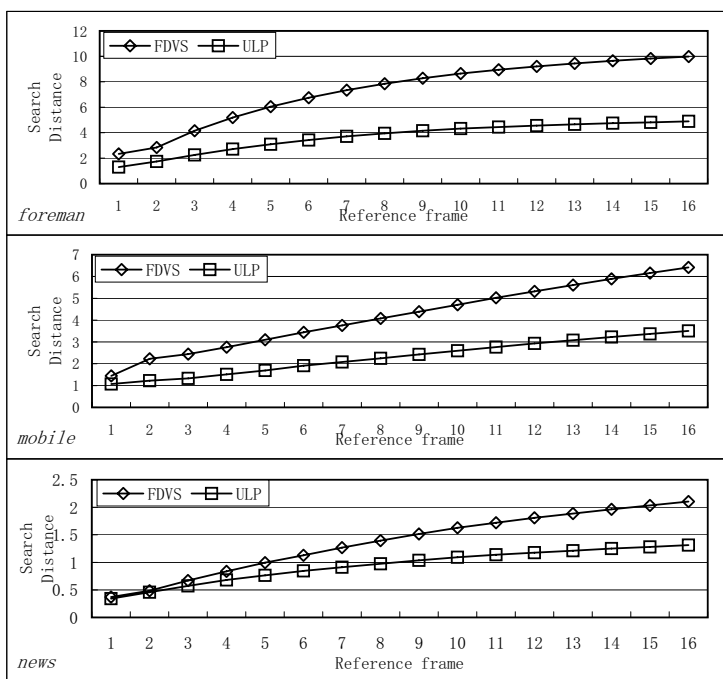 FDVS ULP
12
10
8
6
4
2
0
Search
Distance
1 2 3 4 5 6 7 8 9 10 11 12 13 14 15 16
Reference frame
foreman
FDVS ULP
7
6
5
4
3
2
1
0
Search
Distance
1 2 3 4 5 6 7 8 9 10 11 12 13 14 15 16
Reference frame
mobile
FDVS ULP
2.5
2
1.5
1
0.5
0
Search
Distance
1 2 3 4 5 6 7 8 9 10 11 12 13 14 15 16
Reference frame
news